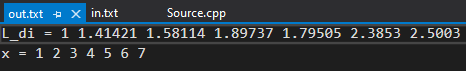 out.txt in.txt Source.cpp
L_di = 1 1.41421 1.58114 1.89737 1.79505 2.3853 2.5003
x = 1 2 3 4 5 6 7